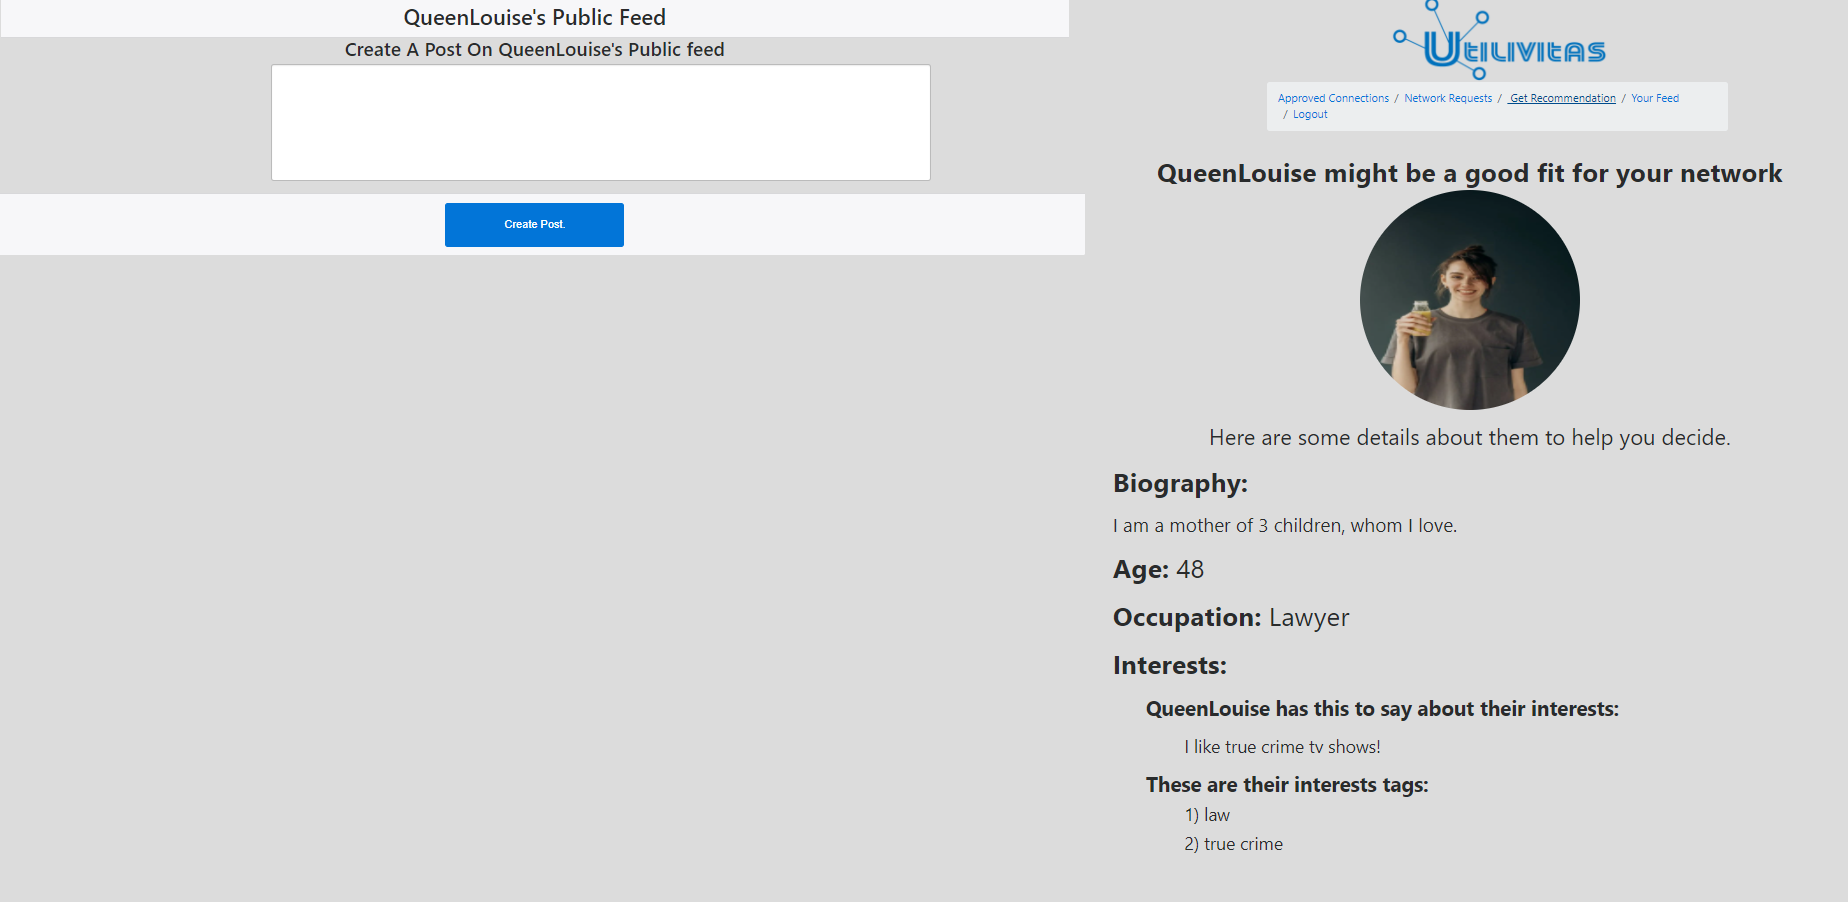 QueenLouise's Public Feed
Create A Post On QueenLouise's Public feed
Create Post.
Utilivitas
Approved Connections / Network Requests / Get Recommendation / Your Feed
/ Logout
QueenLouise might be a good fit for your network
Here are some details about them to help you decide.
Biography:
I am a mother of 3 children, whom I love.
Age: 48
Occupation: Lawyer
Interests:
QueenLouise has this to say about their interests:
I like true crime tv shows!
These are their interests tags:
1) law
2) true crime